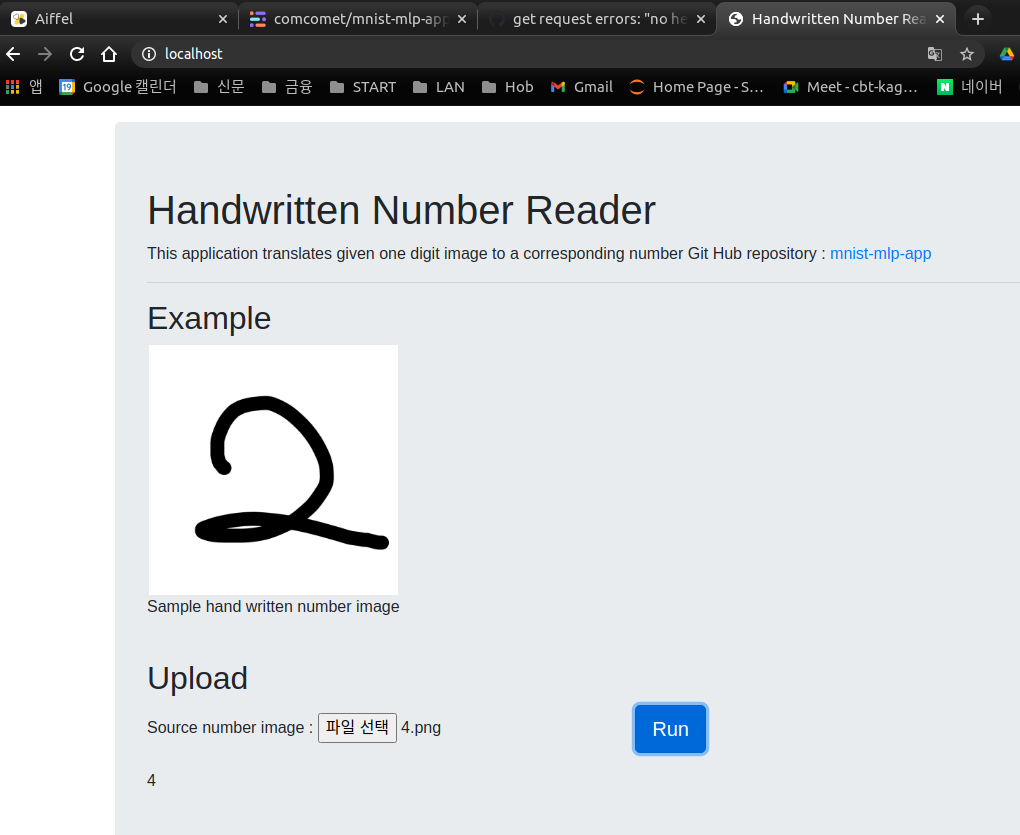 Aiffel
comcomet/mnist-mlp-app
get request errors: "no he
Handwritten Number Rea
localhost
앱
Google 캘린더
신문
금융
START
LAN
Hob
Gmail
Home Page - S...
Meet - cbt-kag...
네이버
Handwritten Number Reader
This application translates given one digit image to a corresponding number Git Hub repository : mnist-mlp-app
Example
2
Sample hand written number image
Upload
Source number image : 파일 선택 4.png
Run
4